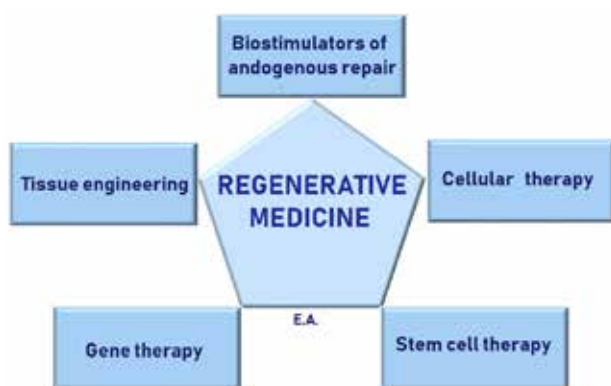 Biostimulators of
andogenous repair
Tissue engineering
REGENERATIVE
MEDICINE
Cellular therapy
E.A.
Gene therapy
Stem cell therapy